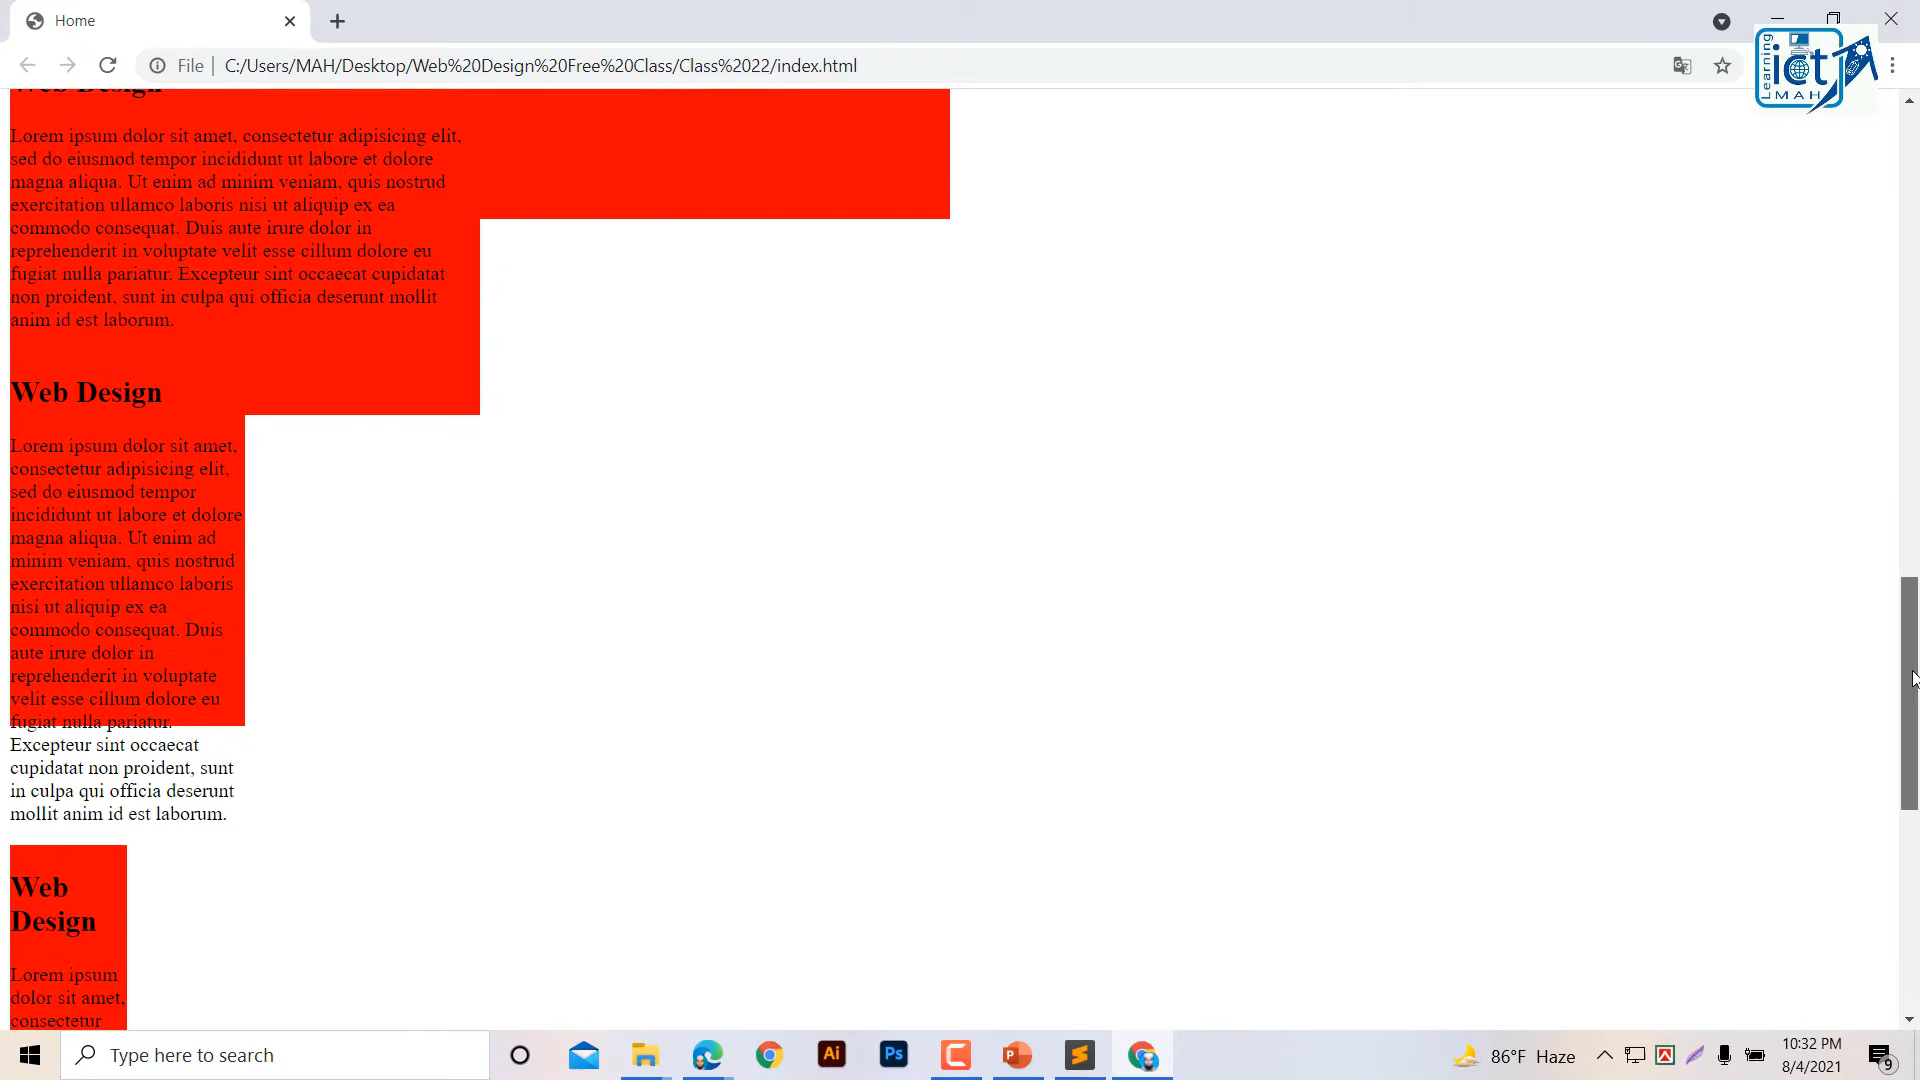 Home
File
C:/Users/MAH/Desktop/Web%20Design%20Free%20Class/Class%2022/index.html
Learning
ict
MAH
Web Design
Lorem ipsum dolor sit amet, consectetur adipisicing elit,
sed do eiusmod tempor incididunt ut labore et dolore
magna aliqua. Ut enim ad minim veniam, quis nostrud
exercitation ullamco laboris nisi ut aliquip ex ea
commodo consequat. Duis aute irure dolor in
reprehenderit in voluptate velit esse cillum dolore eu
fugiat nulla pariatur. Excepteur sint occaecat cupidatat
non proident, sunt in culpa qui officia deserunt mollit
anim id est laborum.
Web Design
Lorem ipsum dolor sit amet,
consectetur adipisicing elit,
sed do eiusmod tempor
incididunt ut labore et dolore
magna aliqua. Ut enim ad
minim veniam, quis nostrud
exercitation ullamco laboris
nisi ut aliquip ex ea
commodo consequat. Duis
aute irure dolor in
reprehenderit in voluptate
velit esse cillum dolore eu
fugiat nulla pariatur.
Excepteur sint occaecat
cupidatat non proident, sunt
in culpa qui officia deserunt
mollit anim id est laborum.
Web
Design
Lorem ipsum
dolor sit amet,
consectetur
Type here to search
Ai
Ps
86°F Haze
10:32 PM
8/4/2021
9